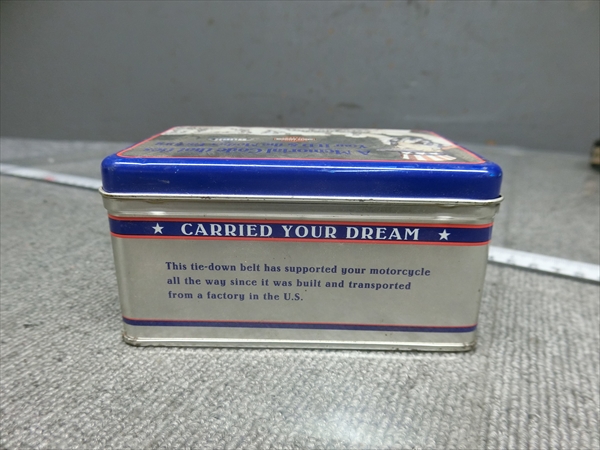 ★ CARRIED YOUR DREAM ★
This tie-down belt has supported your motorcycle
all the way since it was built and transported
from a factory in the U.S.